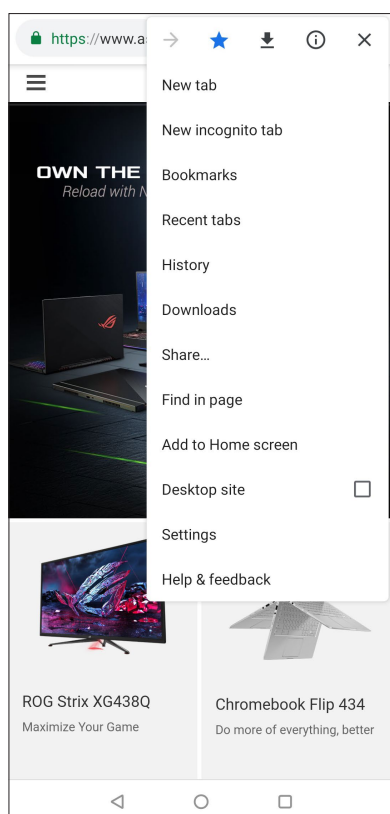 https://www.a
New tab
New incognito tab
OWN THE
Reload with N
Bookmarks
Recent tabs
History
Downloads
Share...
Find in page
Add to Home screen
Desktop site
Settings
Help & feedback
ROG Strix XG438Q
Maximize Your Game
Chromebook Flip 434
Do more of everything, better